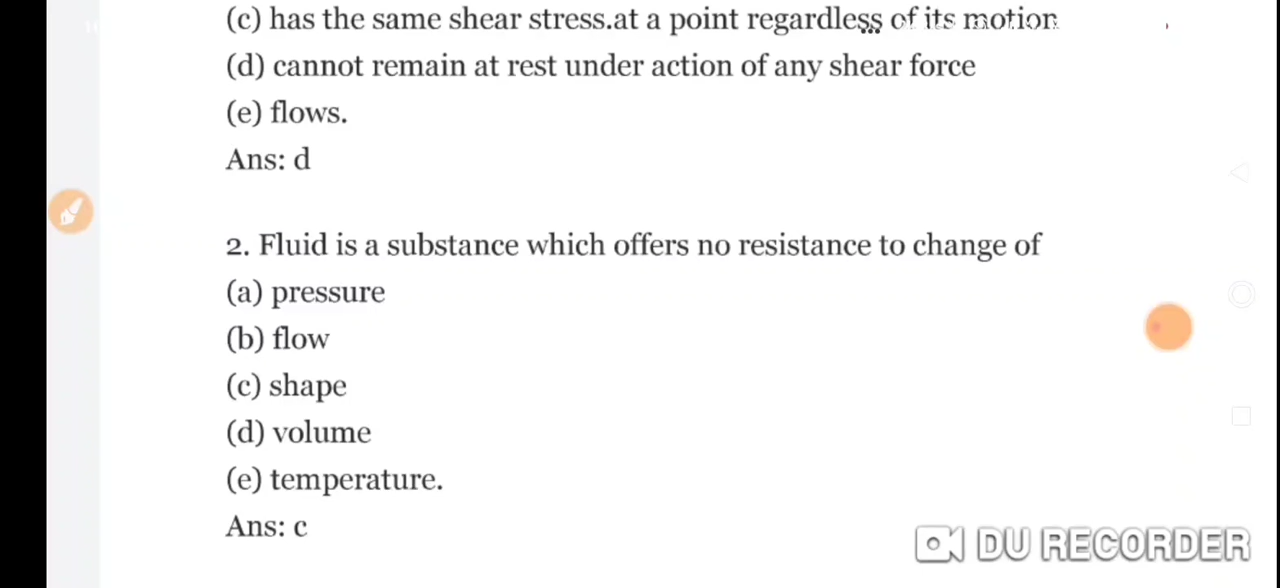 (c) has the same shear stress.at a point regardless of its motion
(d) cannot remain at rest under action of any shear force
(e) flows.
Ans: d
2. Fluid is a substance which offers no resistance to change of
(a) pressure
(b) flow
(c) shape
(d) volume
(e) temperature.
Ans: c
DU RECORDER